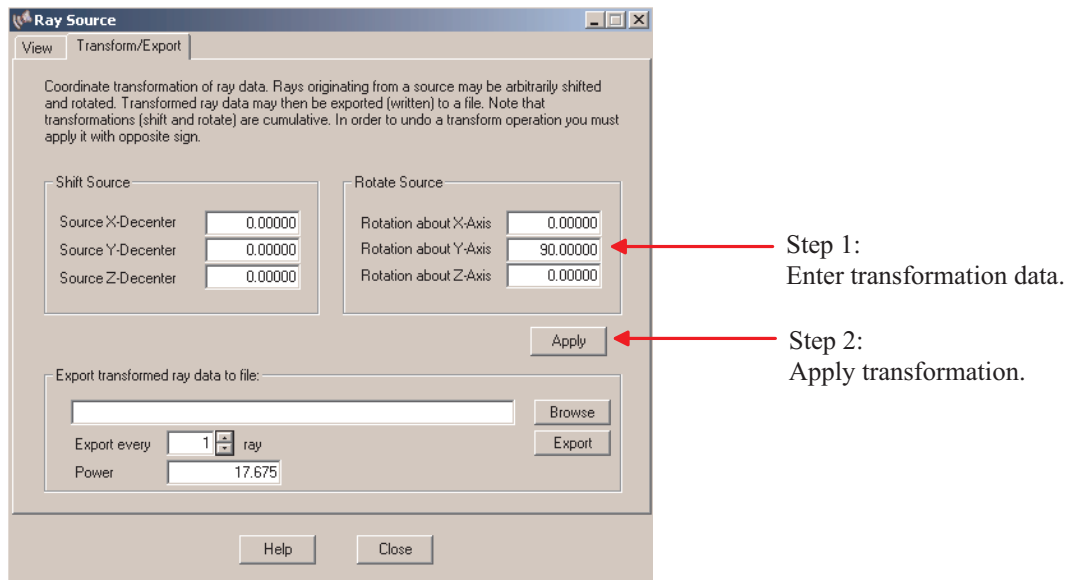 Ray Source
View Transform/Export
Coordinate transformation of ray data. Rays originating from a source may be arbitrarily shifted
and rotated. Transformed ray data may then be exported (written) to a file. Note that
transformations (shift and rotate) are cumulative. In order to undo a transform operation you must
apply it with opposite sign.
Shift Source
Source X-Decenter 0.00000
Source Y-Decenter 0.00000
Source Z-Decenter 0.00000
Rotate Source
Rotation about X-Axis 0.00000
Rotation about Y-Axis 90.00000
Rotation about Z-Axis 0.00000
Step 1:
Enter transformation data.
Apply
Step 2:
Apply transformation.
Export transformed ray data to file:
Browse
Export every 1 ray
Export
Power 17.675
Help Close